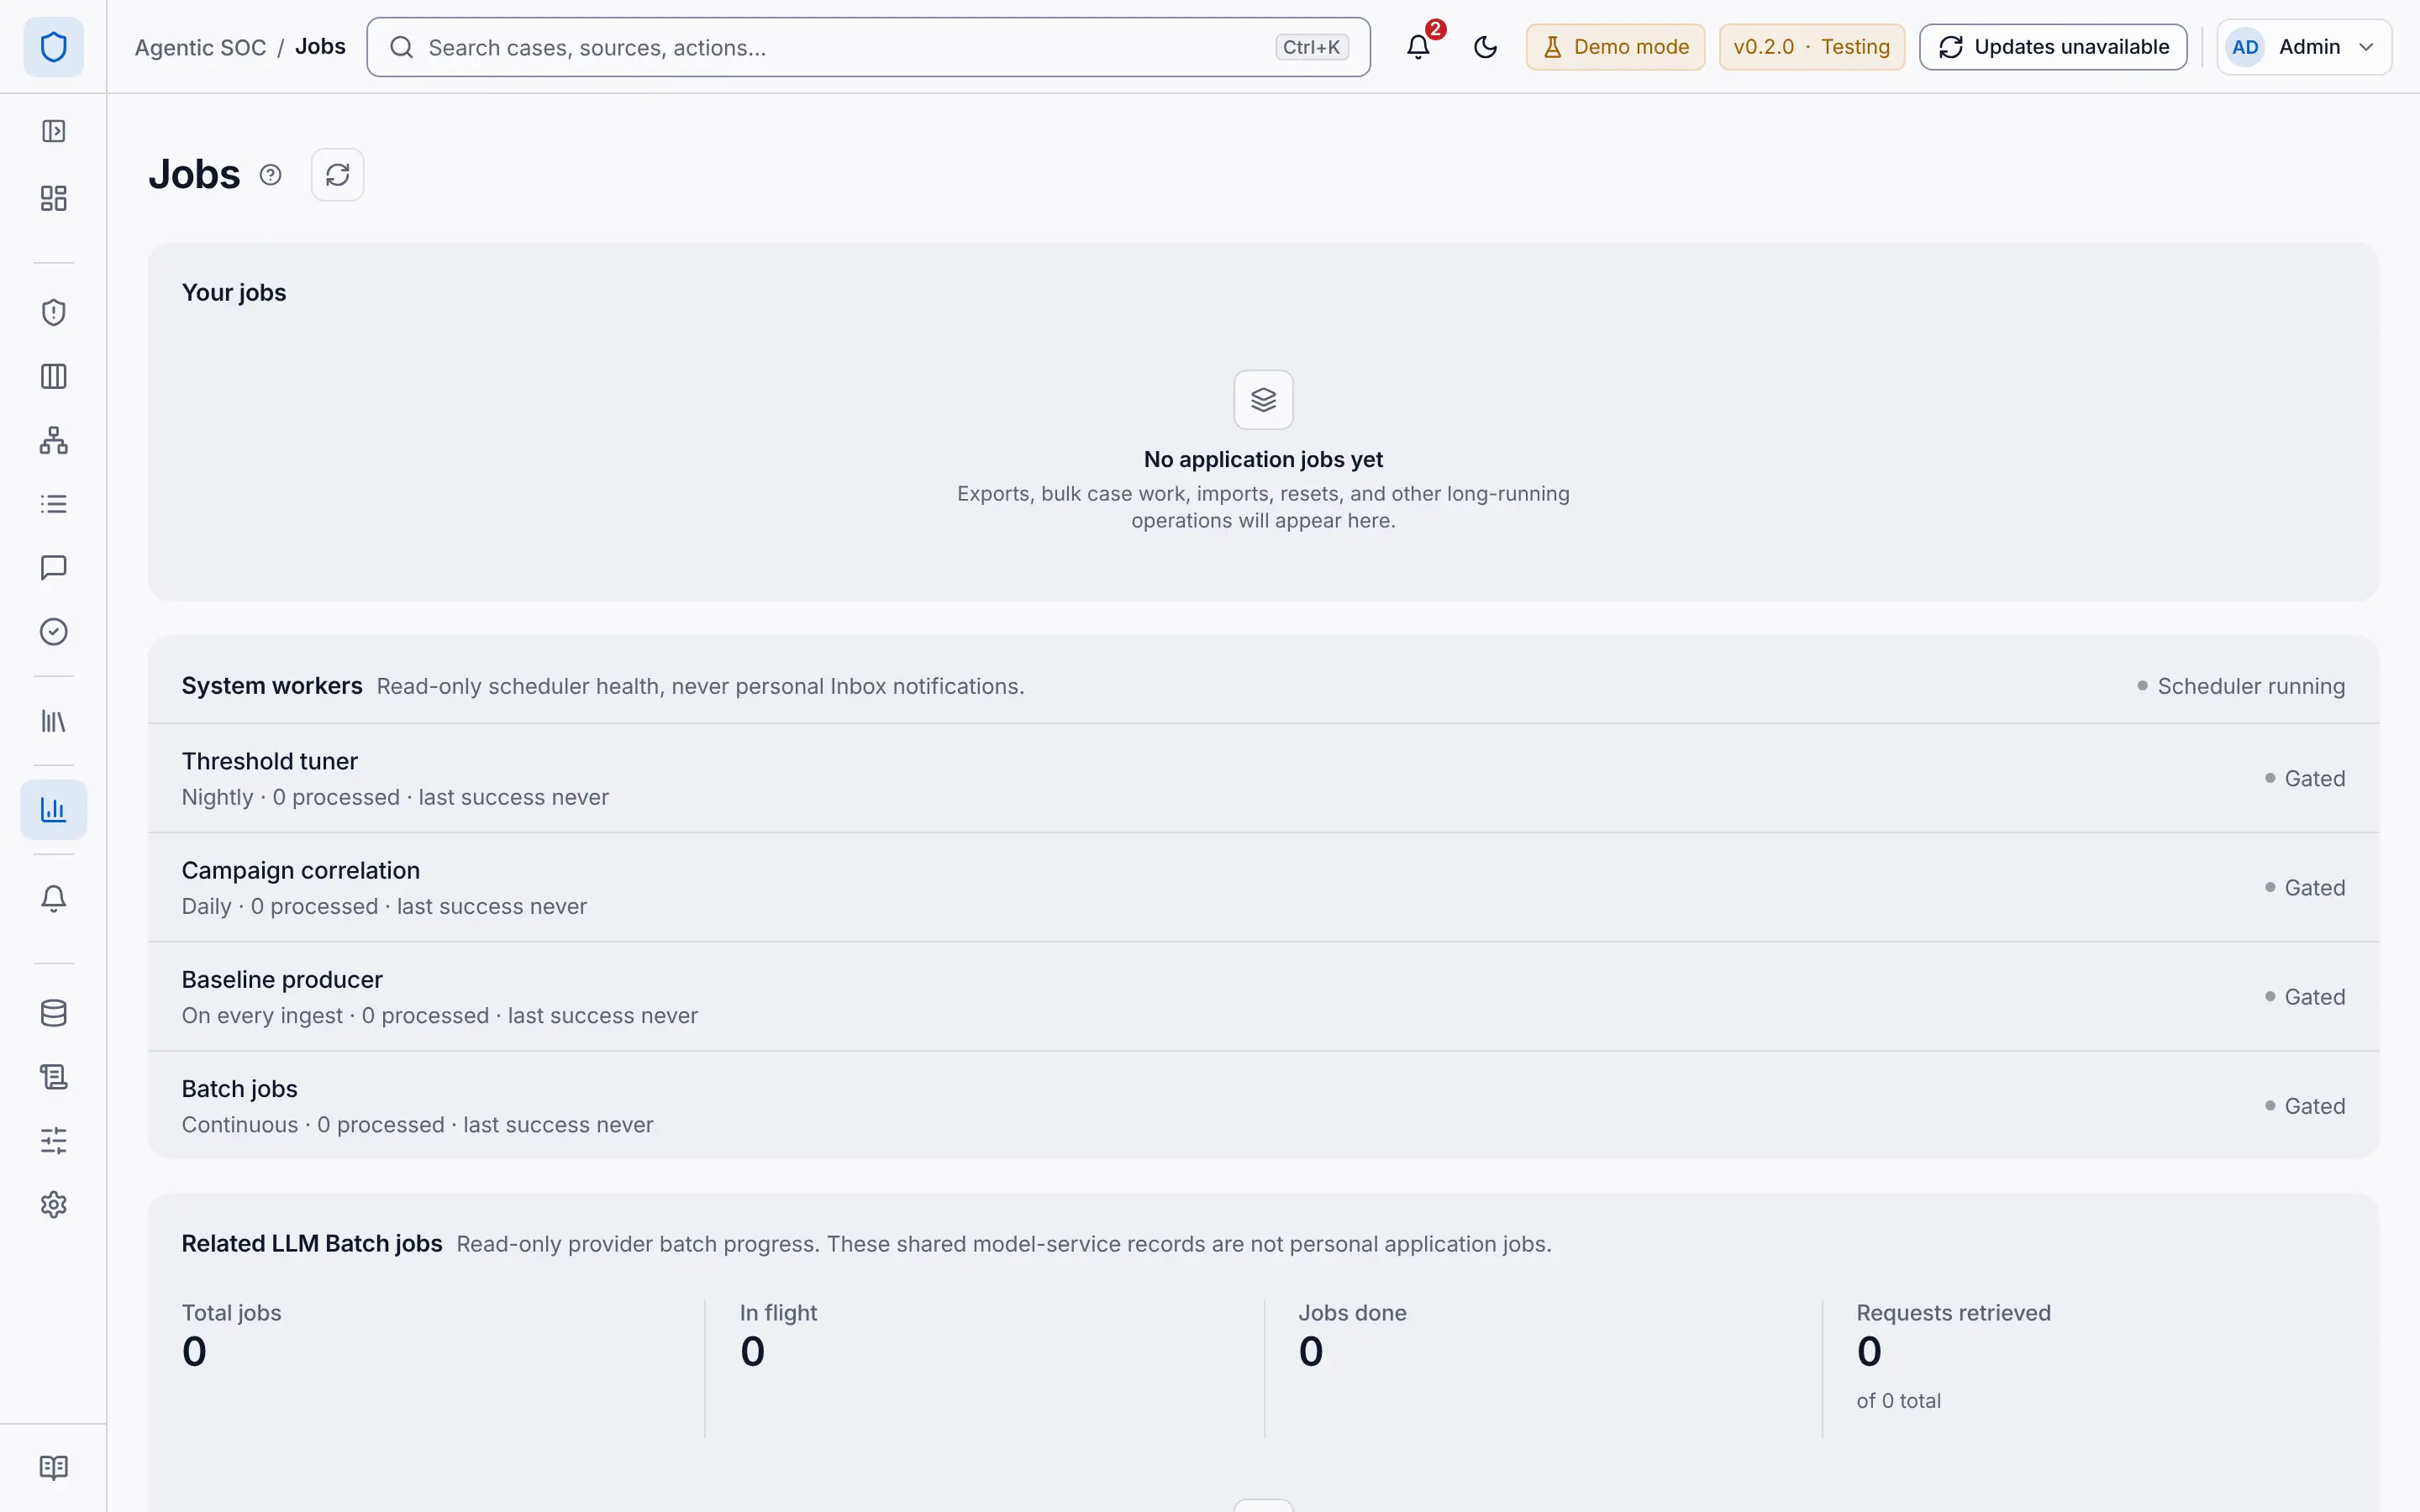 Agentic SOC / Jobs
Search cases, sources, actions...
Ctrl+K
2
Demo mode
v0.2.0 · Testing
Updates unavailable
AD
Admin
Jobs
Your jobs
No application jobs yet
Exports, bulk case work, imports, resets, and other long-running
operations will appear here.
System workers Read-only scheduler health, never personal Inbox notifications.
Scheduler running
Threshold tuner
Nightly · 0 processed · last success never
Gated
Campaign correlation
Daily · 0 processed · last success never
Gated
Baseline producer
On every ingest · 0 processed · last success never
Gated
Batch jobs
Continuous · 0 processed · last success never
Gated
Related LLM Batch jobs Read-only provider batch progress. These shared model-service records are not personal application jobs.
Total jobs
0
In flight
0
Jobs done
0
Requests retrieved
0
of 0 total